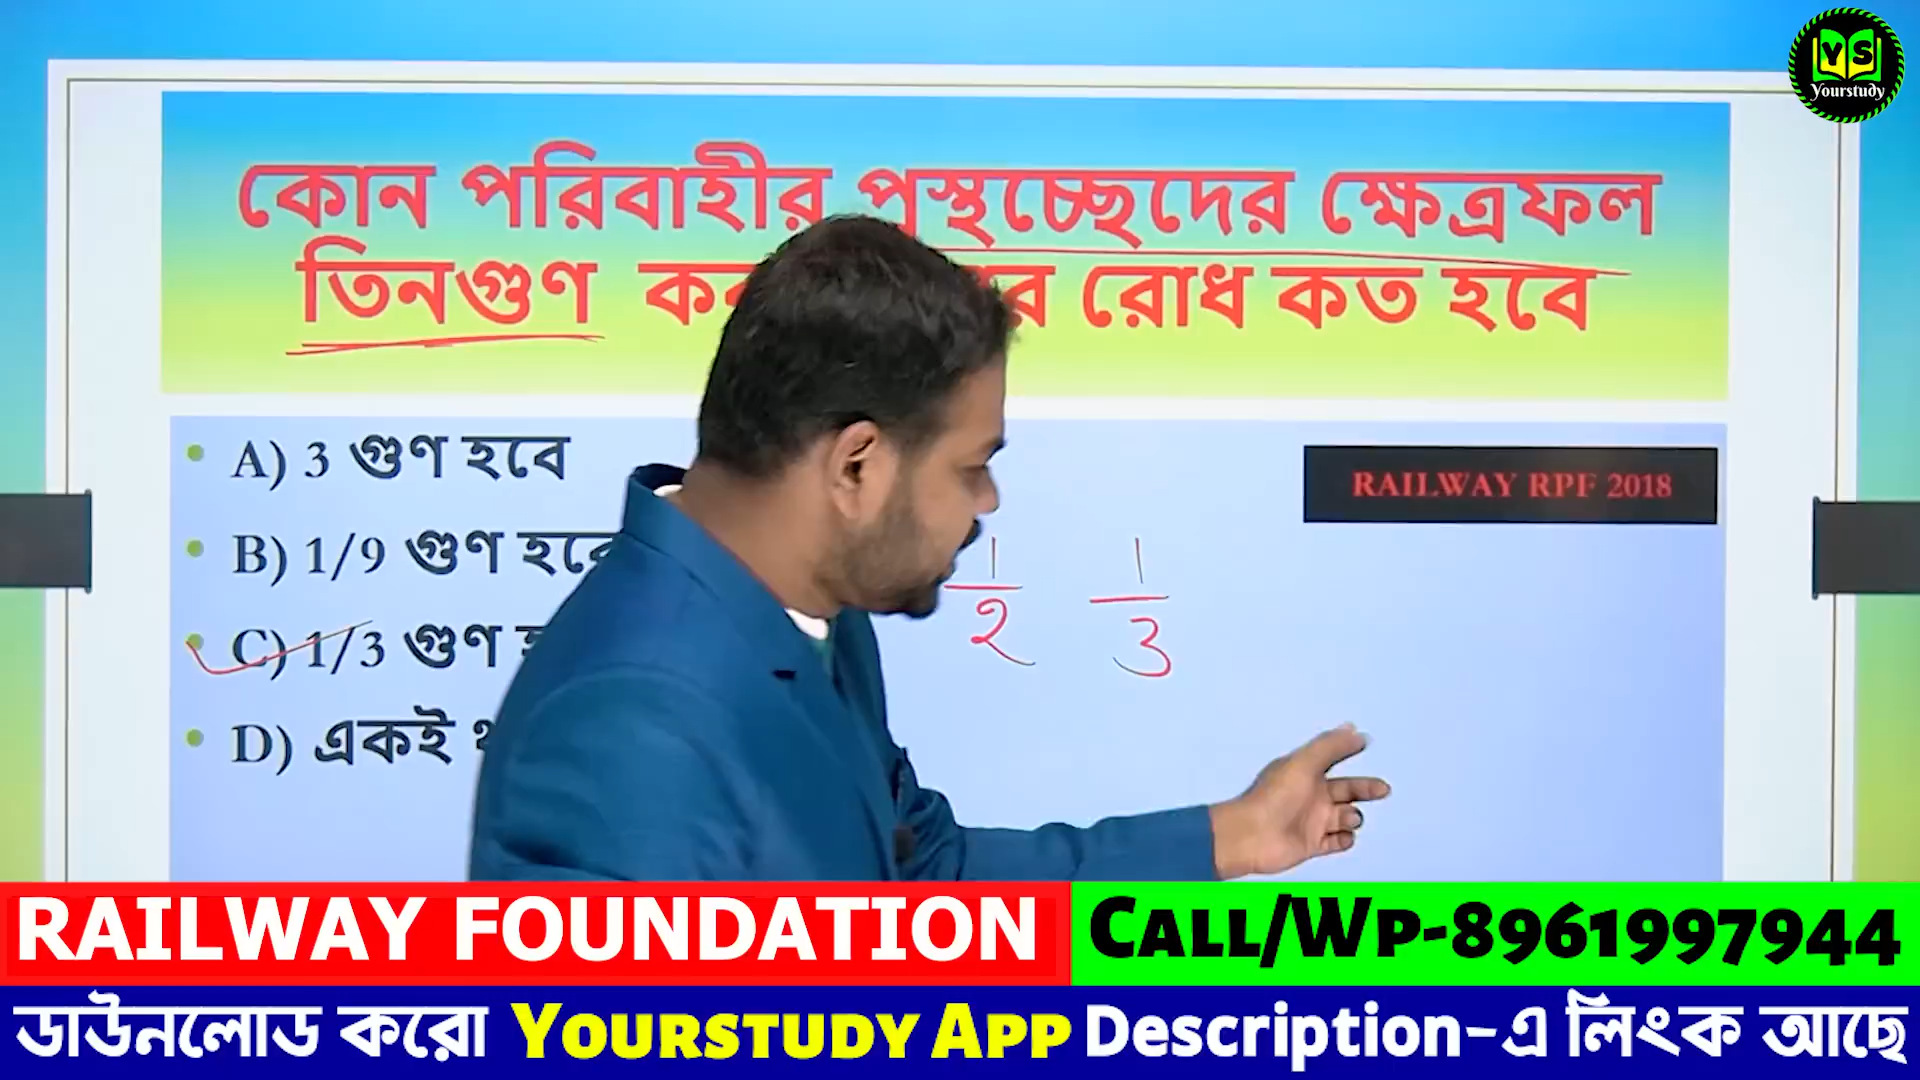 YS
Yourstudy
কোন পরিবাহীর প্রস্থচ্ছেদের ক্ষেত্রফল
তিনগুণ রোধ কত হবে
A) 3 গুণ হবে
B) 1/9 গুণ হবে
C) 1/3 গুণ
D) একই
RAILWAY RPF 2018
1/2 1/3
RAILWAY FOUNDATION
CALL/WP-8961997944
ডাউনলোড করো YOURSTUDY APP Description-এ লিংক আছে